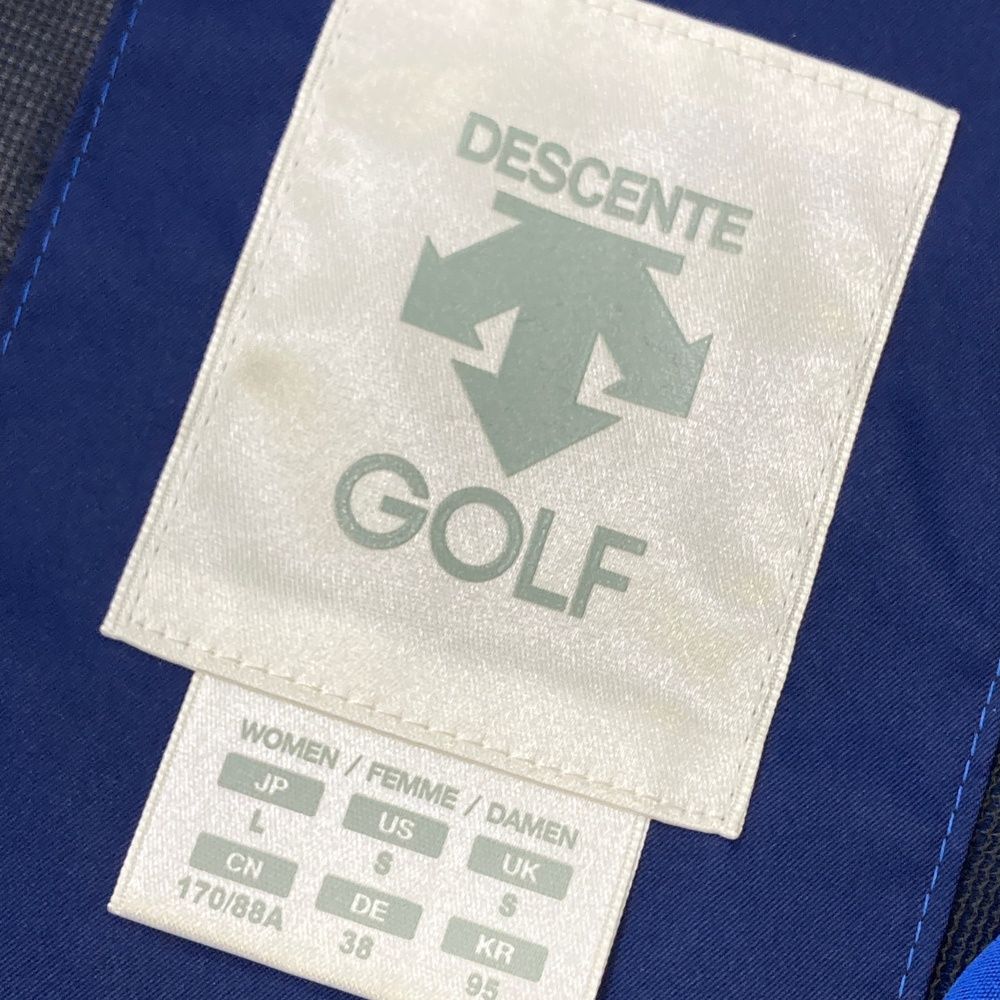 DESCENTE
GOLF
WOMEN / FEMME / DAMEN
JP US UK
L S S
CN DE KR
170/88A 38 95